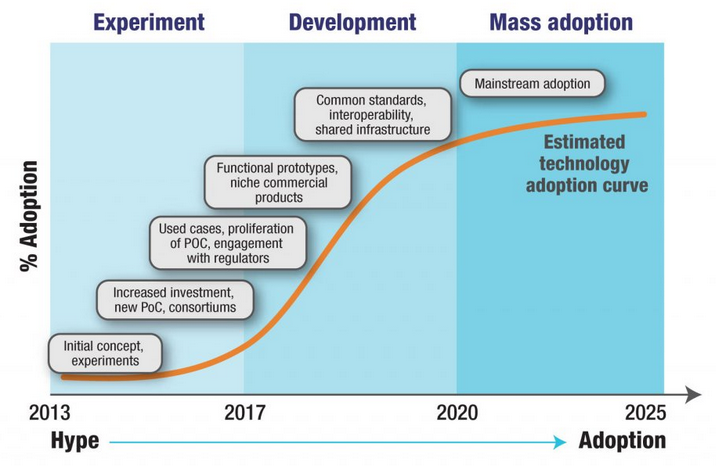 Experiment
Development
Mass adoption
Mainstream adoption
Common standards,
interoperability,
shared infrastructure
Estimated
technology
adoption curve
Functional prototypes,
niche commercial
products
Used cases, proliferation
of POC, engagement
with regulators
Increased investment,
new PoC, consortiums
Initial concept,
experiments
% Adoption
2013
2017
2020
2025
Hype
Adoption